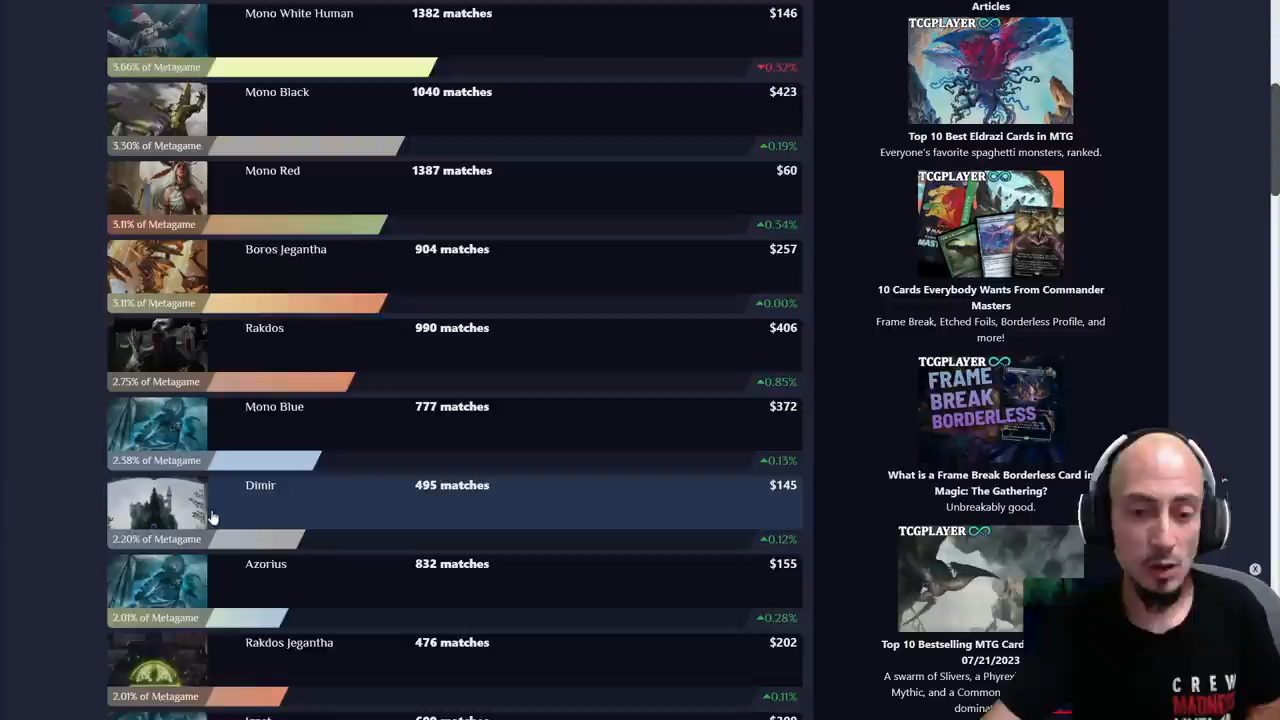 Mono White Human 1382 matches $146
3.66% of Metagame ▼0.32%
Mono Black 1040 matches $423
3.30% of Metagame ▲0.19%
Mono Red 1387 matches $60
3.11% of Metagame ▲0.34%
Boros Jegantha 904 matches $257
3.11% of Metagame ▲0.00%
Rakdos 990 matches $406
2.75% of Metagame ▲0.85%
Mono Blue 777 matches $372
2.38% of Metagame ▲0.13%
Dimir 495 matches $145
2.20% of Metagame ▲0.12%
Azorius 832 matches $155
2.01% of Metagame ▲0.28%
Rakdos Jegantha 476 matches $202
2.01% of Metagame ▲0.11%
Articles
TCGPLAYER
Top 10 Best Eldrazi Cards in MTG
Everyone's favorite spaghetti monsters, ranked.
TCGPLAYER
10 Cards Everybody Wants From Commander
Masters
Frame Break, Etched Foils, Borderless Profile, and
more!
TCGPLAYER
FRAME
BREAK
BORDERLESS
What is a Frame Break Borderless Card in
Magic: The Gathering?
Unbreakably good.
TCGPLAYER
Top 10 Bestselling MTG Card
07/21/2023
A swarm of Slivers, a Phyrex
Mythic, and a Common
X
CREW
MADNESS